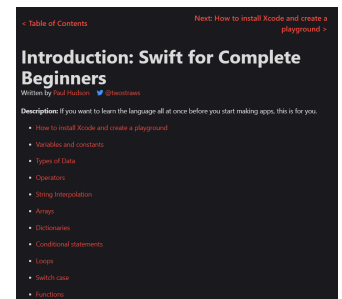 < Table of Contents
Next: How to install Xcode and create a
playground >
Introduction: Swift for Complete
Beginners
Written by Paul Hudson @twostraws
Description: If you want to learn the language all at once before you start making apps, this is for you.
• How to install Xcode and create a playground
• Variables and constants
• Types of Data
• Operators
• String Interpolation
• Arrays
• Dictionaries
• Conditional statements
• Loops
• Switch case
• Functions